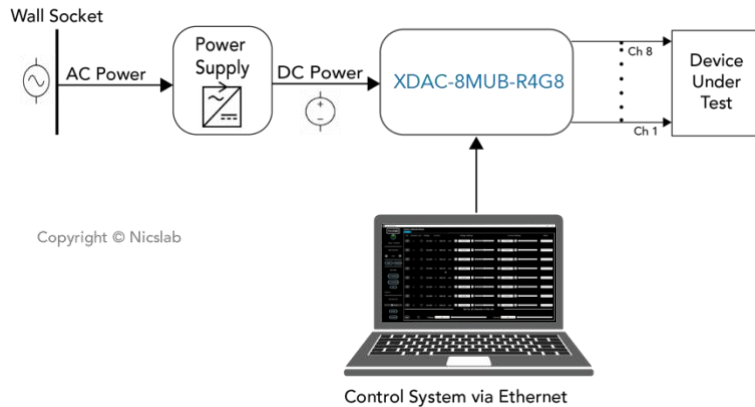 Wall Socket
AC Power
Power
Supply
DC Power
XDAC-8MUB-R4G8
Ch 8
Ch 1
Device
Under
Test
Copyright © Nicslab
Control System via Ethernet